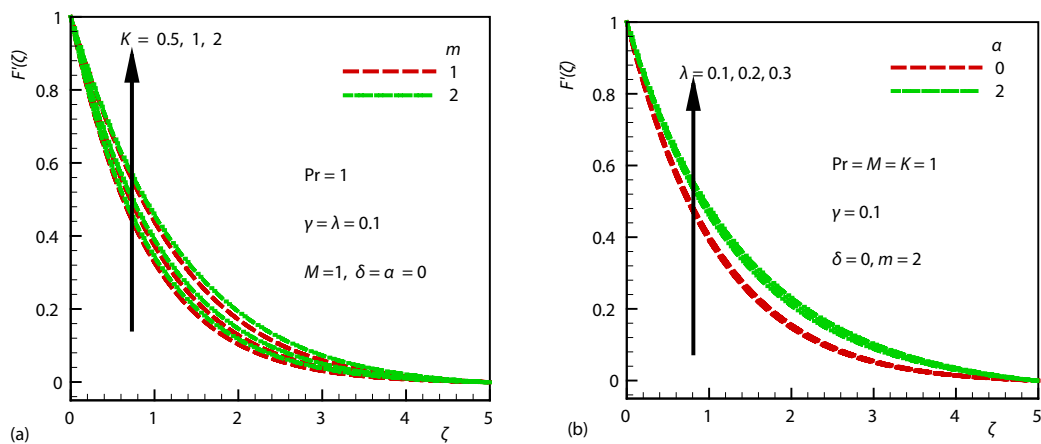 1
0.8
0.6
0.4
0.2
0
0
1
2
3
4
5
F'(ζ)
ζ
K = 0.5, 1, 2
m
1
2
Pr = 1
γ = λ = 0.1
M = 1, δ = α = 0
(a)
1
0.8
0.6
0.4
0.2
0
0
1
2
3
4
5
F'(ζ)
ζ
λ = 0.1, 0.2, 0.3
α
0
2
Pr = M = K = 1
γ = 0.1
δ = 0, m = 2
(b)